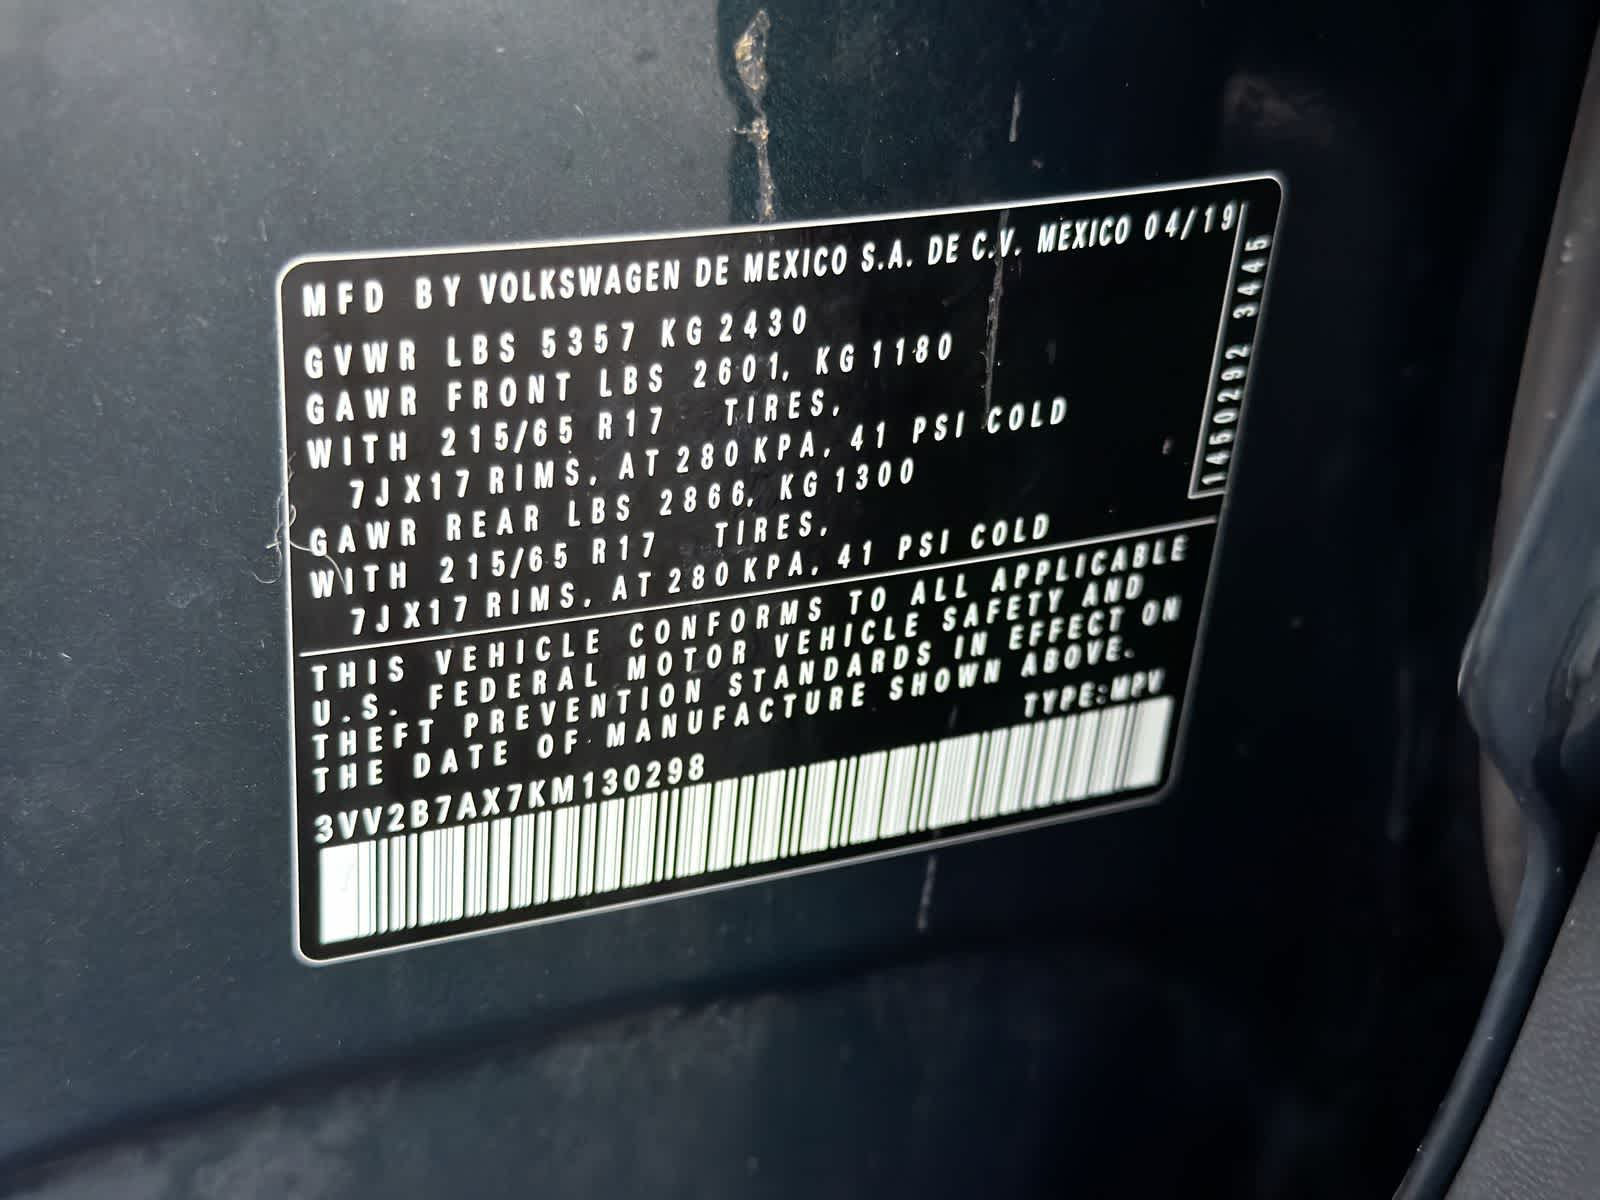 MFD BY VOLKSWAGEN DE MEXICO S.A. DE C.V. MEXICO 04/19
GVWR LBS 5357 KG 2430
GAWR FRONT LBS 2601, KG 1180
WITH 215/65 R17 TIRES,
7JX17 RIMS, AT 280 KPA, 41 PSI COLD
GAWR REAR LBS 2866, KG 1300
WITH 215/65 R17 TIRES,
7JX17 RIMS, AT 280 KPA, 41 PSI COLD
THIS VEHICLE CONFORMS TO ALL APPLICABLE
U.S. FEDERAL MOTOR VEHICLE SAFETY AND
THEFT PREVENTION STANDARDS IN EFFECT ON
THE DATE OF MANUFACTURE SHOWN ABOVE.
TYPE:MPV
3VV2B7AX7KM130298
1450292 3445